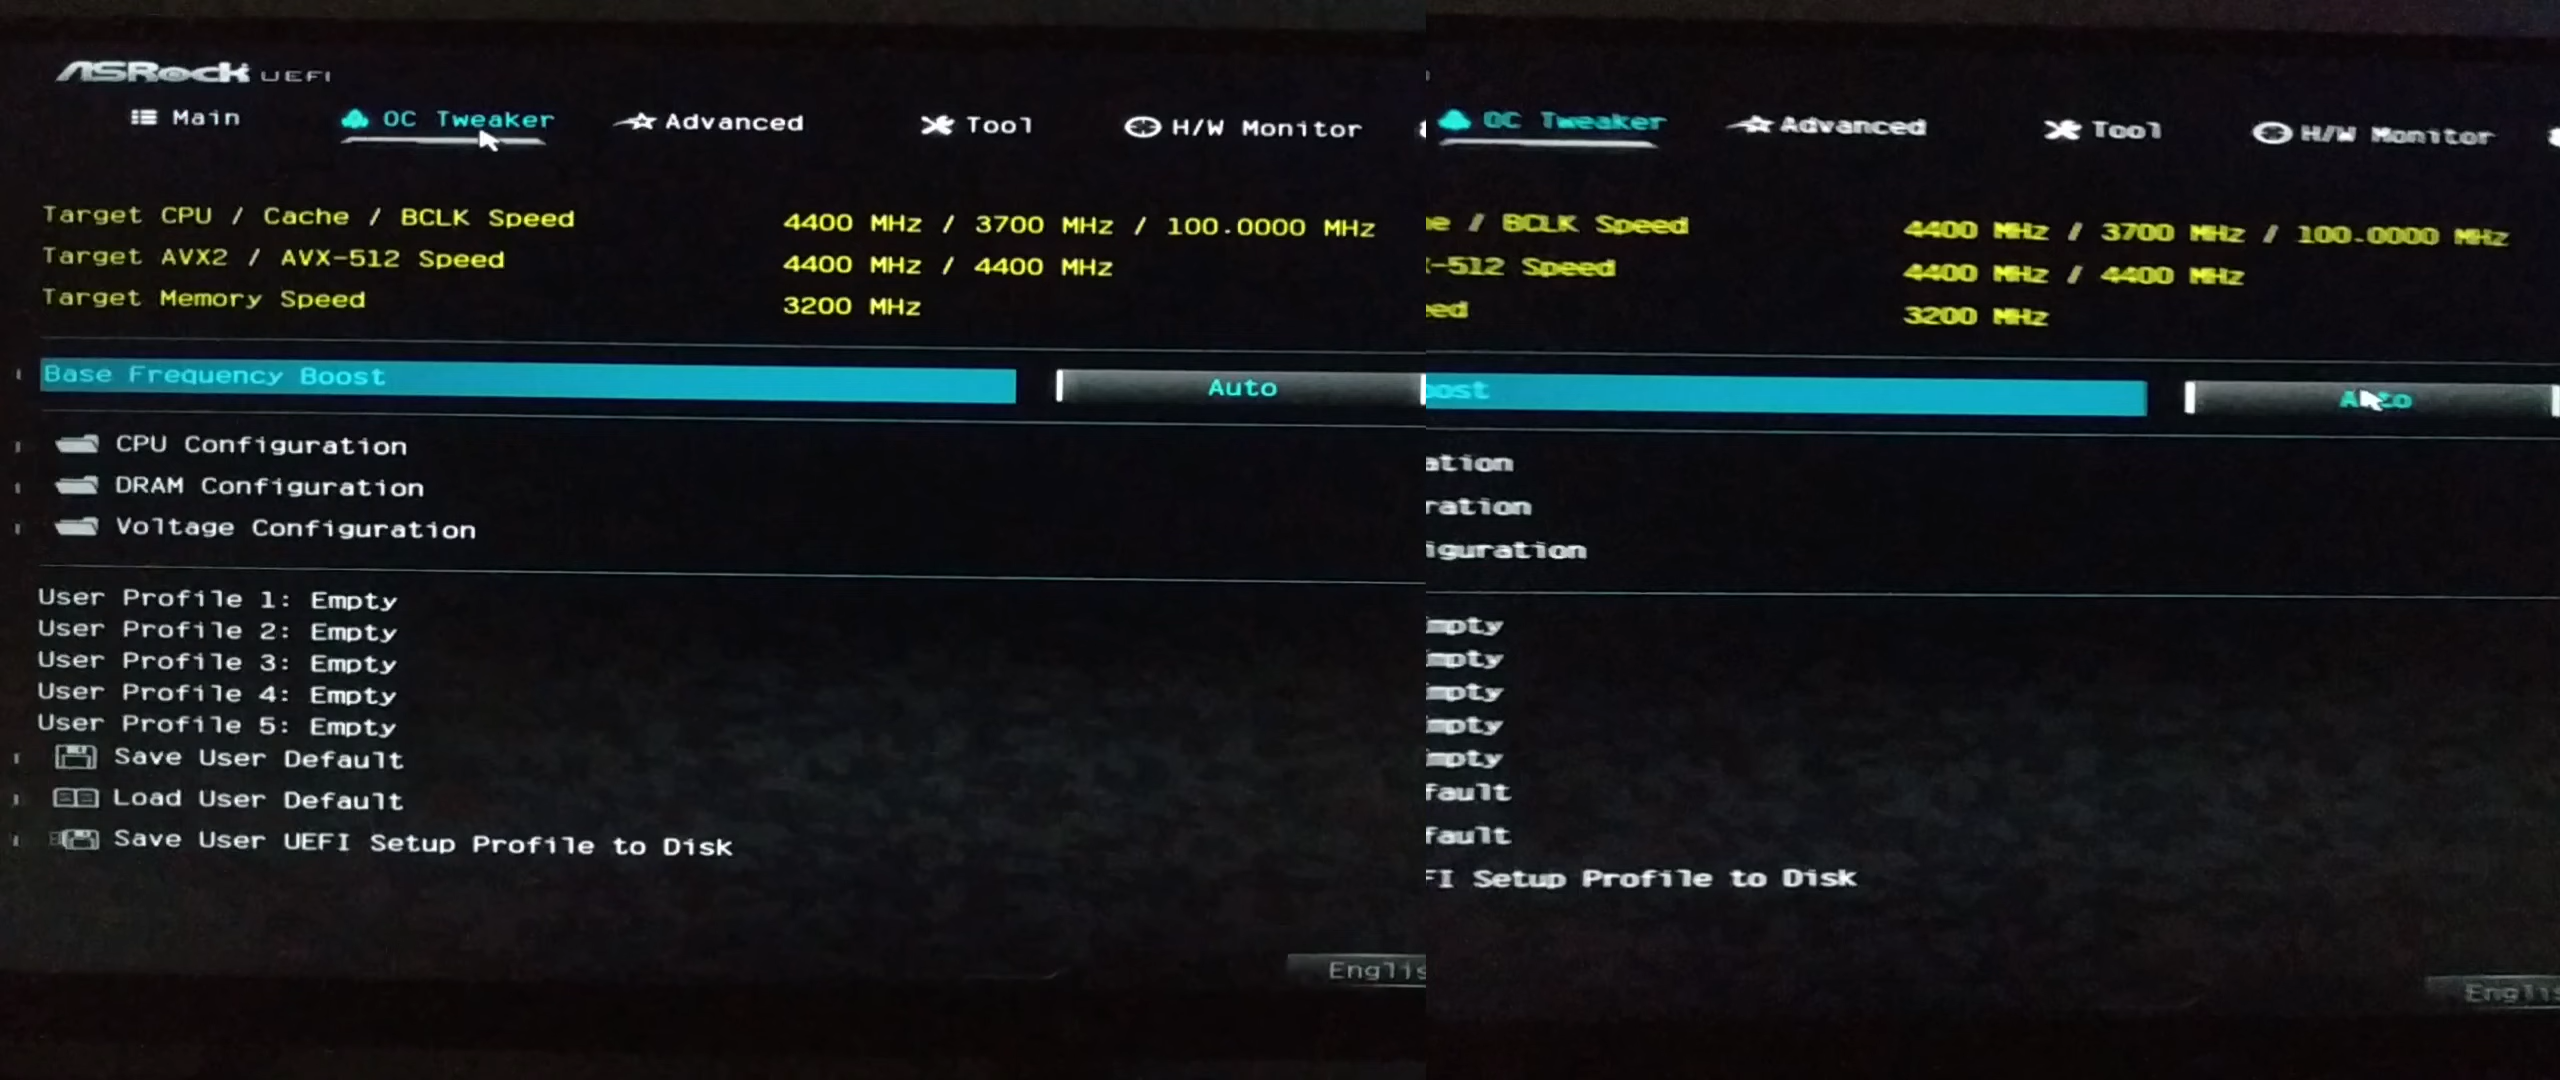 ASRock UEFI
Main OC Tweaker Advanced Tool H/W Monitor
Target CPU / Cache / BCLK Speed 4400 MHz / 3700 MHz / 100.0000 MHz
Target AVX2 / AVX-512 Speed 4400 MHz / 4400 MHz
Target Memory Speed 3200 MHz
Base Frequency Boost Auto
CPU Configuration
DRAM Configuration
Voltage Configuration
User Profile 1: Empty
User Profile 2: Empty
User Profile 3: Empty
User Profile 4: Empty
User Profile 5: Empty
Save User Default
Load User Default
Save User UEFI Setup Profile to Disk
Englis
OC Tweaker Advanced Tool H/W Monitor
e / BCLK Speed 4400 MHz / 3700 MHz / 100.0000 MHz
-512 Speed 4400 MHz / 4400 MHz
eed 3200 MHz
oost Auto
ation
ration
iguration
mpty
mpty
mpty
mpty
mpty
fault
fault
FI Setup Profile to Disk
Englis